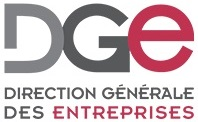 DGe
DIRECTION GÉNÉRALE
DES ENTREPRISES